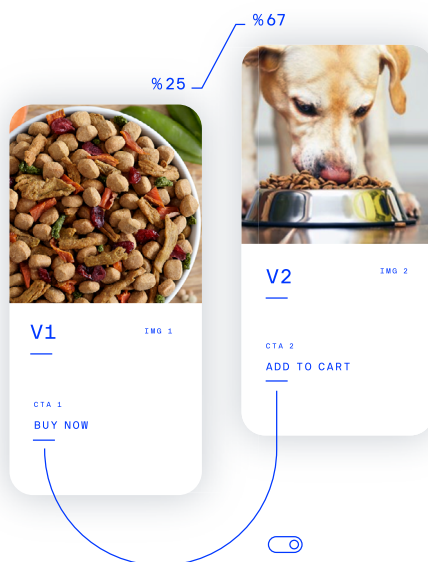 %67
%25
V1
IMG 1
CTA 1
BUY NOW
V2
IMG 2
CTA 2
ADD TO CART